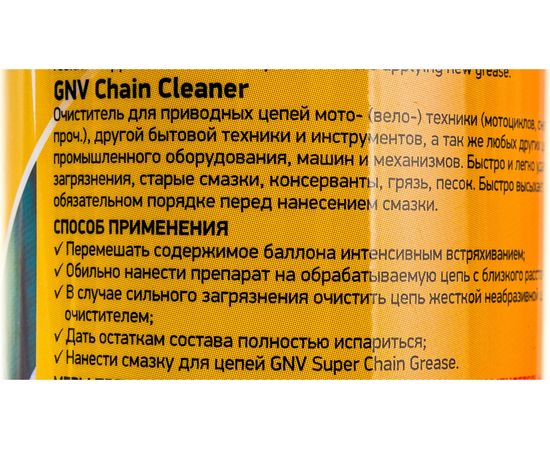 applying new grease.
GNV Chain Cleaner
Очиститель для приводных цепей мото- (вело-) техники (мотоциклов,
проч.), другой бытовой техники и инструментов, а так же любых других
промышленного оборудования, машин и механизмов. Быстро и легко
загрязнения, старые смазки, консерванты, грязь, песок. Быстро
обязательном порядке перед нанесением смазки.
СПОСОБ ПРИМЕНЕНИЯ
✓ Перемешать содержимое баллона интенсивным встряхиванием;
✓ Обильно нанести препарат на обрабатываемую цепь с близкого
✓ В случае сильного загрязнения очистить цепь жесткой неабразивной
очистителем;
✓ Дать остаткам состава полностью испариться;
✓ Нанести смазку для цепей GNV Super Chain Grease.